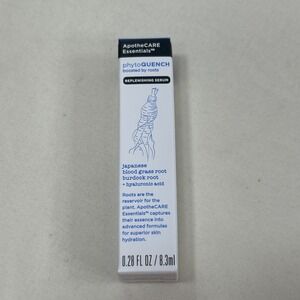 ApotheCARE
Essentials™
phytoQUENCH
boosted by roots
REPLENISHING SERUM
japanese
blood grass root
burdock root
+ hyaluronic acid
Roots are the
reservoir for the
plant. ApotheCARE
Essentials™ captures
their essence into
advanced formulas
for superior skin
hydration.
0.28 FL OZ / 8.3ml